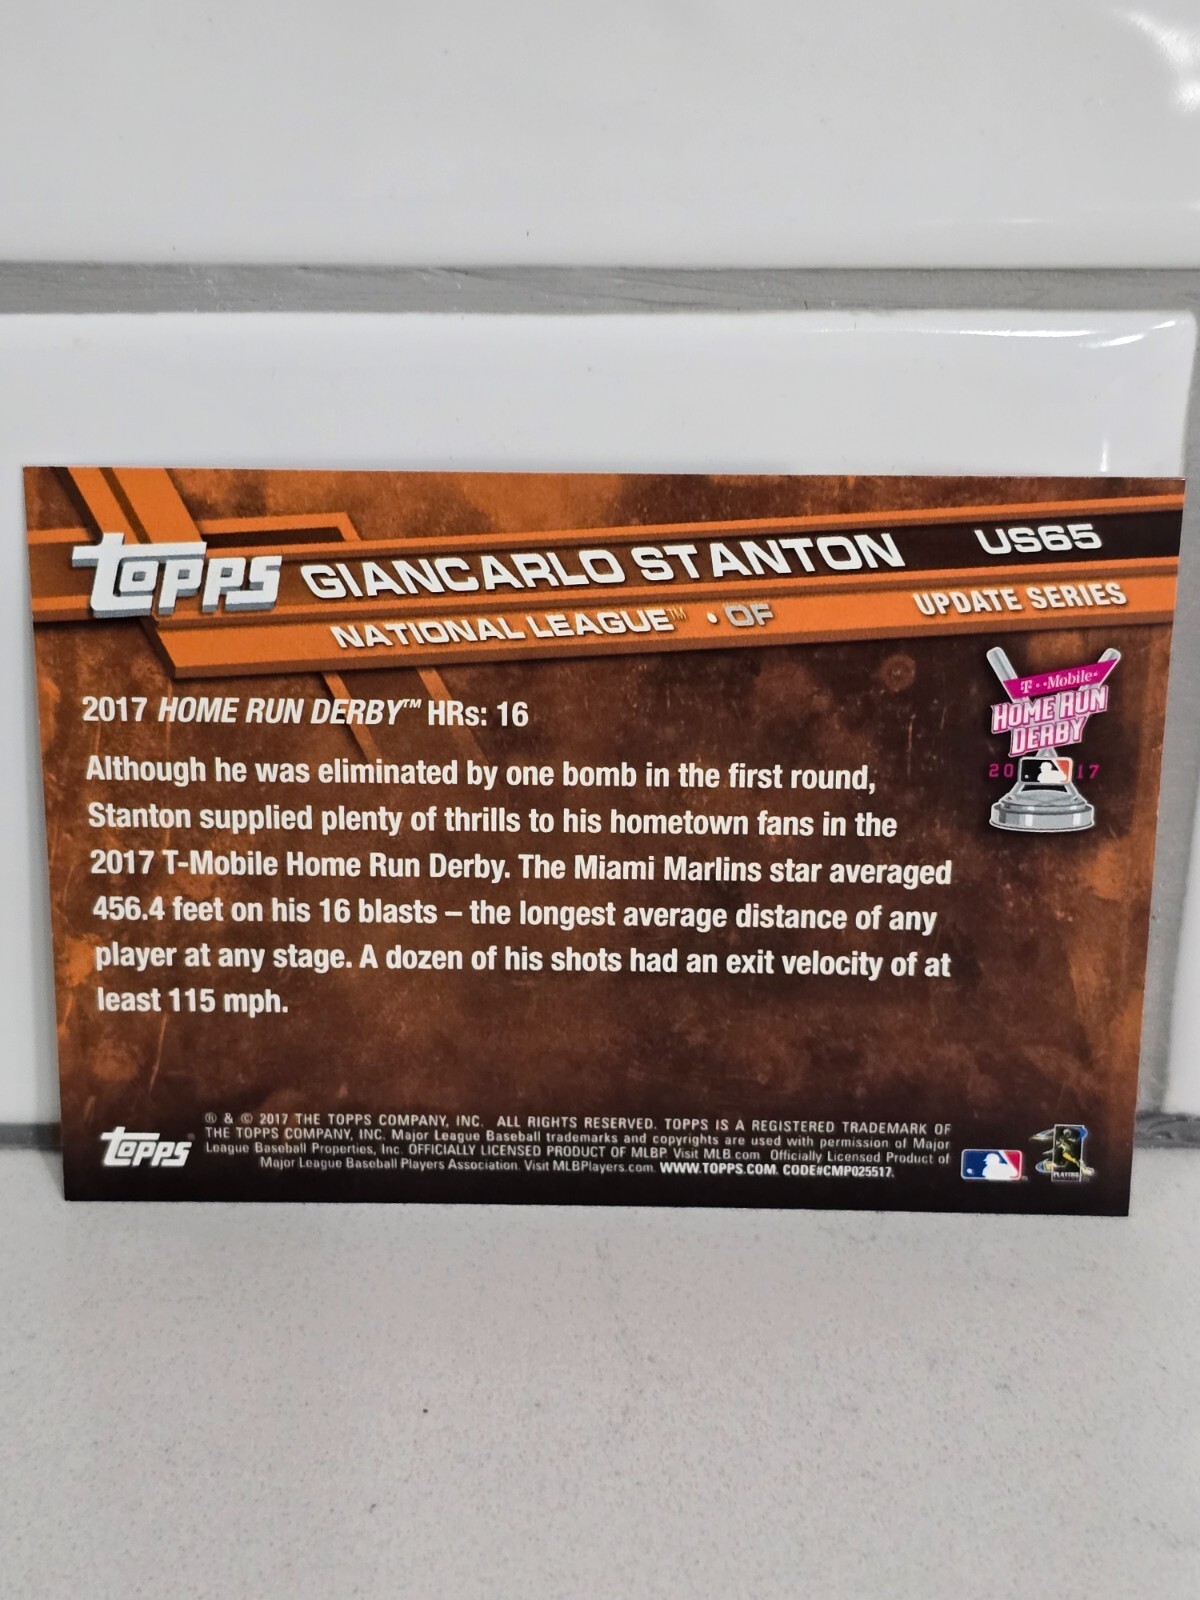 TOPPS GIANCARLO STANTON US65
NATIONAL LEAGUE™ • OF UPDATE SERIES
T··Mobile·
HOME RUN
DERBY
2017
2017 HOME RUN DERBY™ HRs: 16
Although he was eliminated by one bomb in the first round,
Stanton supplied plenty of thrills to his hometown fans in the
2017 T-Mobile Home Run Derby. The Miami Marlins star averaged
456.4 feet on his 16 blasts – the longest average distance of any
player at any stage. A dozen of his shots had an exit velocity of at
least 115 mph.
TOPPS
® & © 2017 THE TOPPS COMPANY, INC. ALL RIGHTS RESERVED. TOPPS IS A REGISTERED TRADEMARK OF
THE TOPPS COMPANY, INC. Major League Baseball trademarks and copyrights are used with permission of Major
League Baseball Properties, Inc. OFFICIALLY LICENSED PRODUCT OF MLBP. Visit MLB.com Officially Licensed Product of
Major League Baseball Players Association. Visit MLBPlayers.com. WWW.TOPPS.COM. CODE#CMP025517.
PLAYERS